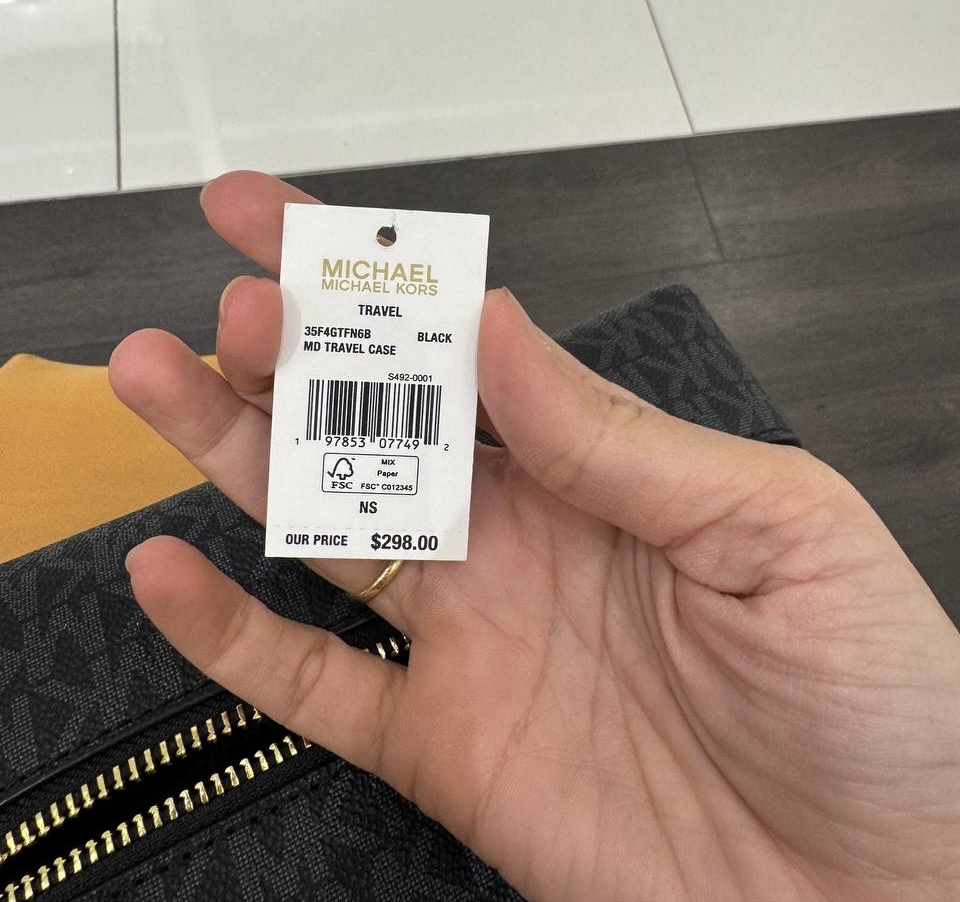 MICHAEL
MICHAEL KORS
TRAVEL
35F4GTFN6B BLACK
MD TRAVEL CASE
S492-0001
1 97853 07749 2
MIX
Paper
FSC™ FSC® C012345
NS
OUR PRICE $298.00